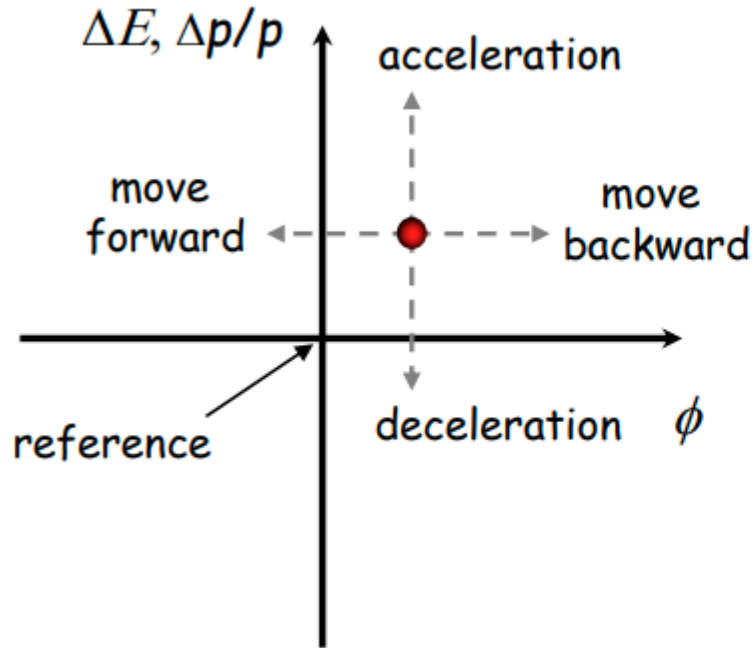 ΔE, Δp/p
acceleration
move
forward
move
backward
reference
deceleration
ϕ